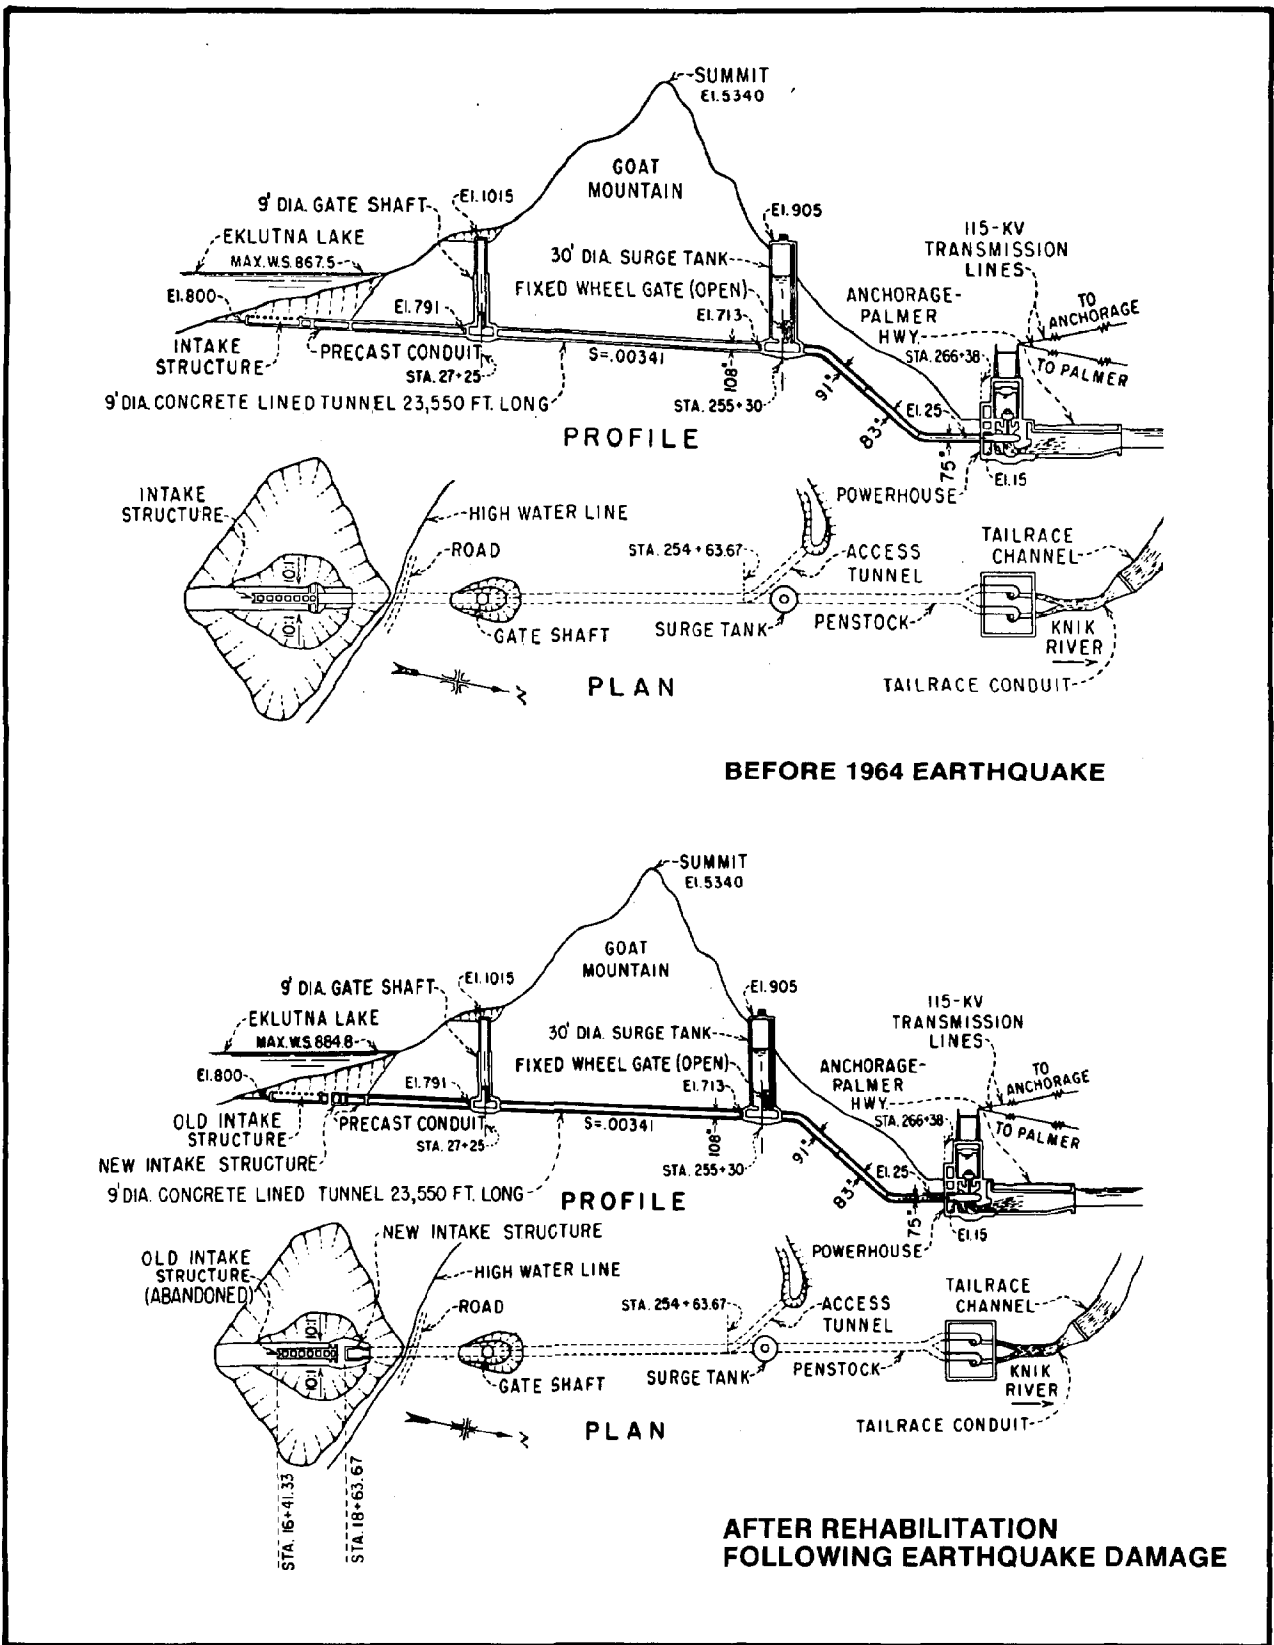 SUMMIT
El. 5340
GOAT
MOUNTAIN
9' DIA. GATE SHAFT
El. 1015
El. 905
EKLUTNA LAKE
MAX. W.S. 867.5
30' DIA. SURGE TANK
115-KV
TRANSMISSION
LINES
El. 800
El. 791
FIXED WHEEL GATE (OPEN)
El. 713
ANCHORAGE-
PALMER
HWY.
TO
ANCHORAGE
TO PALMER
INTAKE
STRUCTURE
PRECAST CONDUIT
STA. 27+25
S=.00341
108"
STA. 266+38
9' DIA. CONCRETE LINED TUNNEL 23,550 FT. LONG
STA. 255+30
91"
83"
El. 25
75"
El. 15
PROFILE
POWERHOUSE
INTAKE
STRUCTURE
HIGH WATER LINE
ROAD
STA. 254+63.67
ACCESS
TUNNEL
TAILRACE
CHANNEL
10:1
10:1
GATE SHAFT
SURGE TANK
PENSTOCK
KNIK
RIVER
N
PLAN
TAILRACE CONDUIT
BEFORE 1964 EARTHQUAKE
SUMMIT
El. 5340
GOAT
MOUNTAIN
9' DIA. GATE SHAFT
El. 1015
El. 905
EKLUTNA LAKE
MAX. W.S. 884.8
30' DIA. SURGE TANK
115-KV
TRANSMISSION
LINES
El. 800
El. 791
FIXED WHEEL GATE (OPEN)
El. 713
ANCHORAGE-
PALMER
HWY.
TO
ANCHORAGE
TO PALMER
OLD INTAKE
STRUCTURE
PRECAST CONDUIT
STA. 27+25
S=.00341
108"
STA. 266+38
NEW INTAKE STRUCTURE
STA. 255+30
91"
83"
El. 25
75"
El. 15
9' DIA. CONCRETE LINED TUNNEL 23,550 FT. LONG
PROFILE
POWERHOUSE
NEW INTAKE STRUCTURE
OLD INTAKE
STRUCTURE
(ABANDONED)
HIGH WATER LINE
ROAD
STA. 254+63.67
ACCESS
TUNNEL
TAILRACE
CHANNEL
10:1
10:1
GATE SHAFT
SURGE TANK
PENSTOCK
KNIK
RIVER
N
PLAN
TAILRACE CONDUIT
STA. 16+41.33
STA. 18+63.67
AFTER REHABILITATION
FOLLOWING EARTHQUAKE DAMAGE